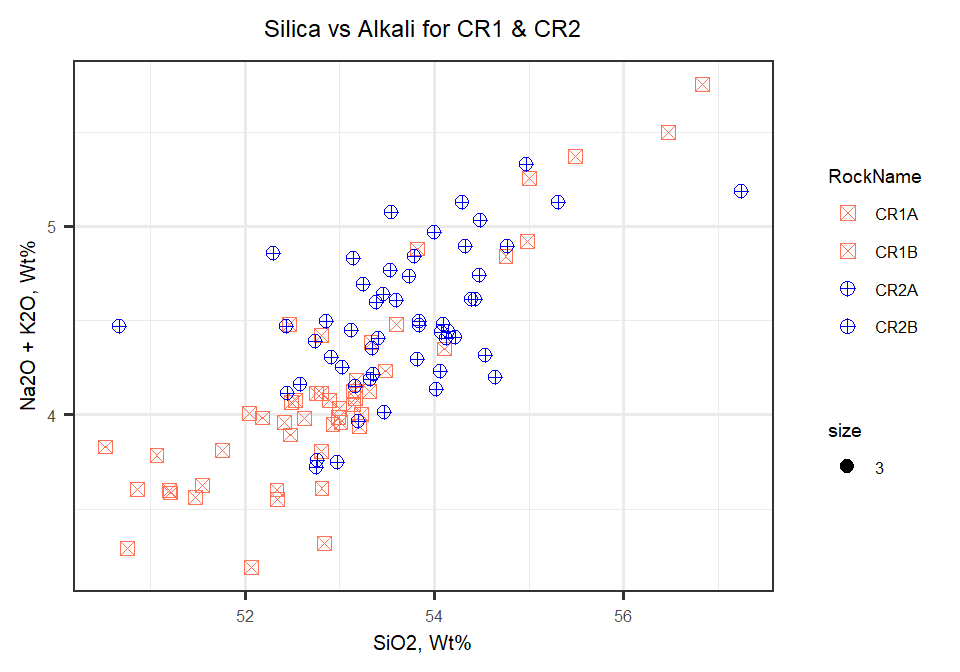 Silica vs Alkali for CR1 & CR2
Na2O + K2O, Wt%
5
4
52
54
56
SiO2, Wt%
RockName
CR1A
CR1B
CR2A
CR2B
size
3